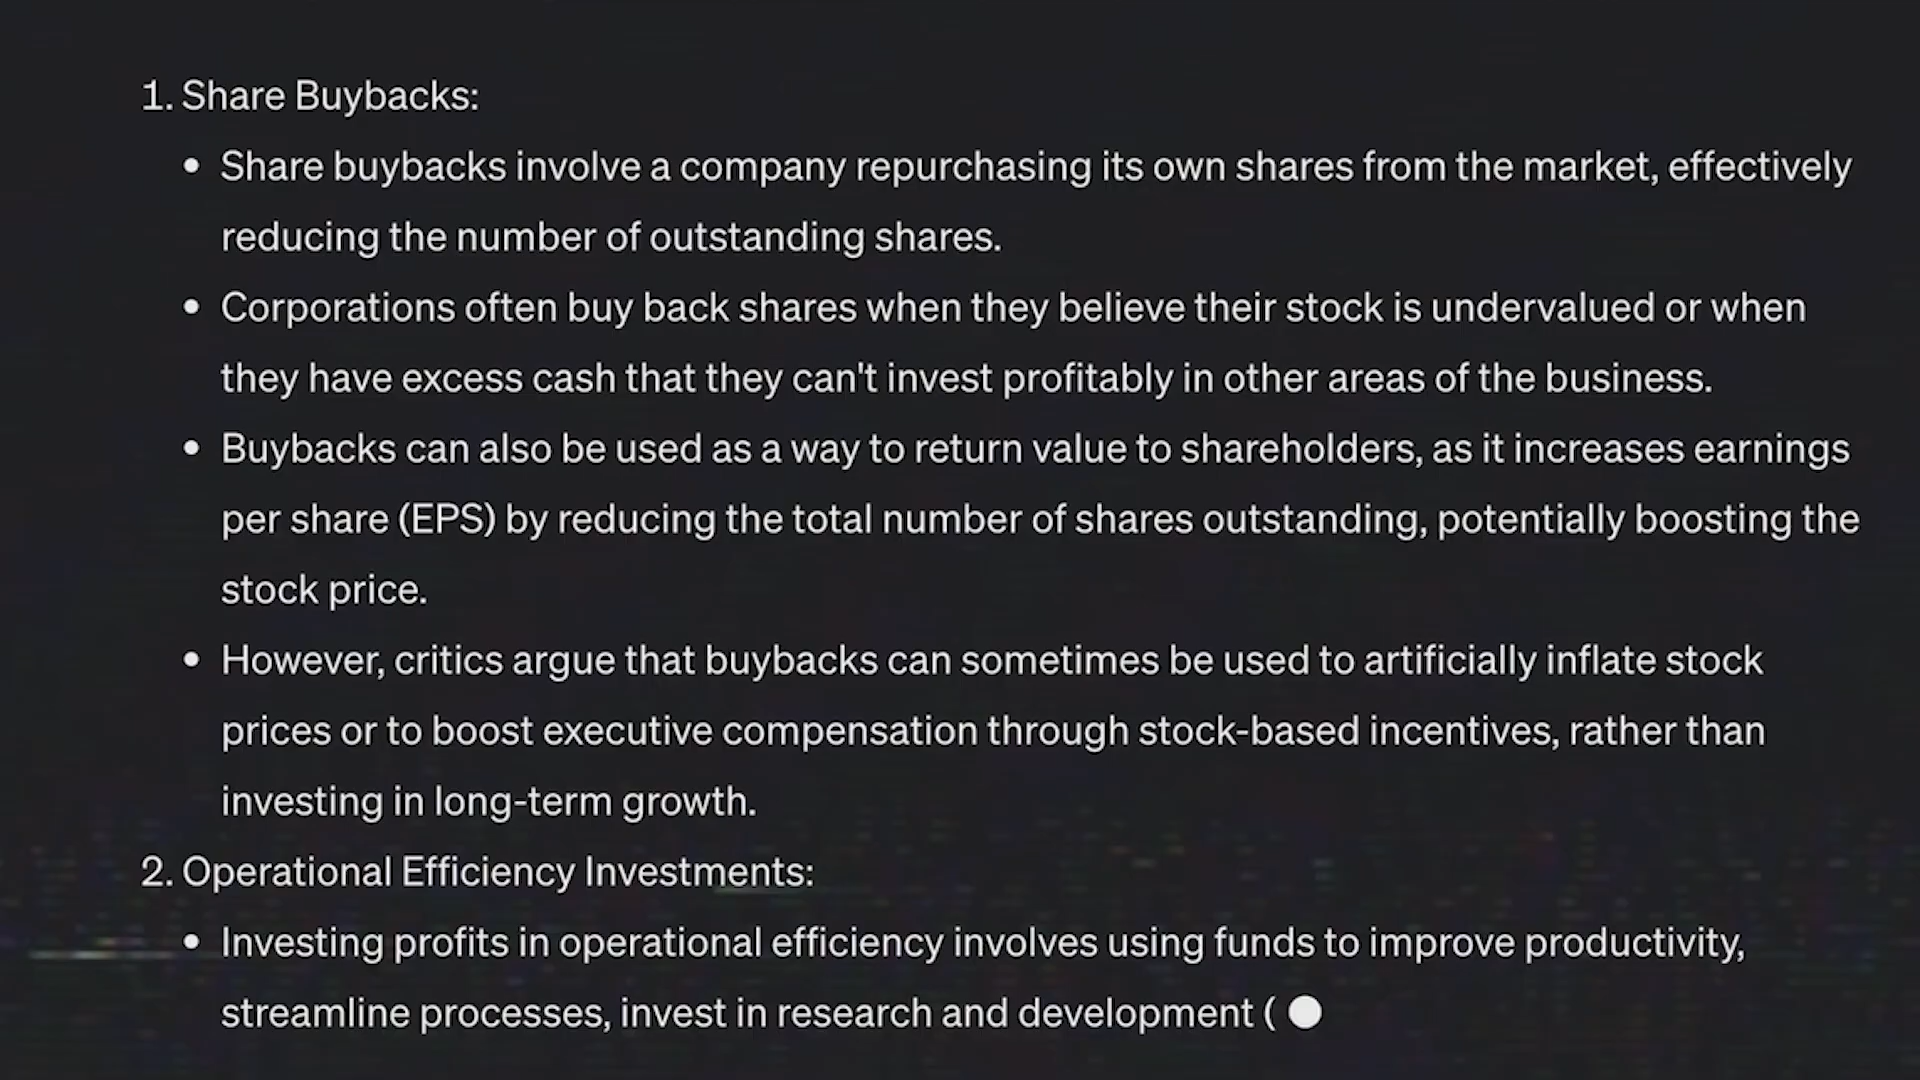 1. Share Buybacks:
• Share buybacks involve a company repurchasing its own shares from the market, effectively
reducing the number of outstanding shares.
• Corporations often buy back shares when they believe their stock is undervalued or when
they have excess cash that they can't invest profitably in other areas of the business.
• Buybacks can also be used as a way to return value to shareholders, as it increases earnings
per share (EPS) by reducing the total number of shares outstanding, potentially boosting the
stock price.
• However, critics argue that buybacks can sometimes be used to artificially inflate stock
prices or to boost executive compensation through stock-based incentives, rather than
investing in long-term growth.
2. Operational Efficiency Investments:
• Investing profits in operational efficiency involves using funds to improve productivity,
streamline processes, invest in research and development (